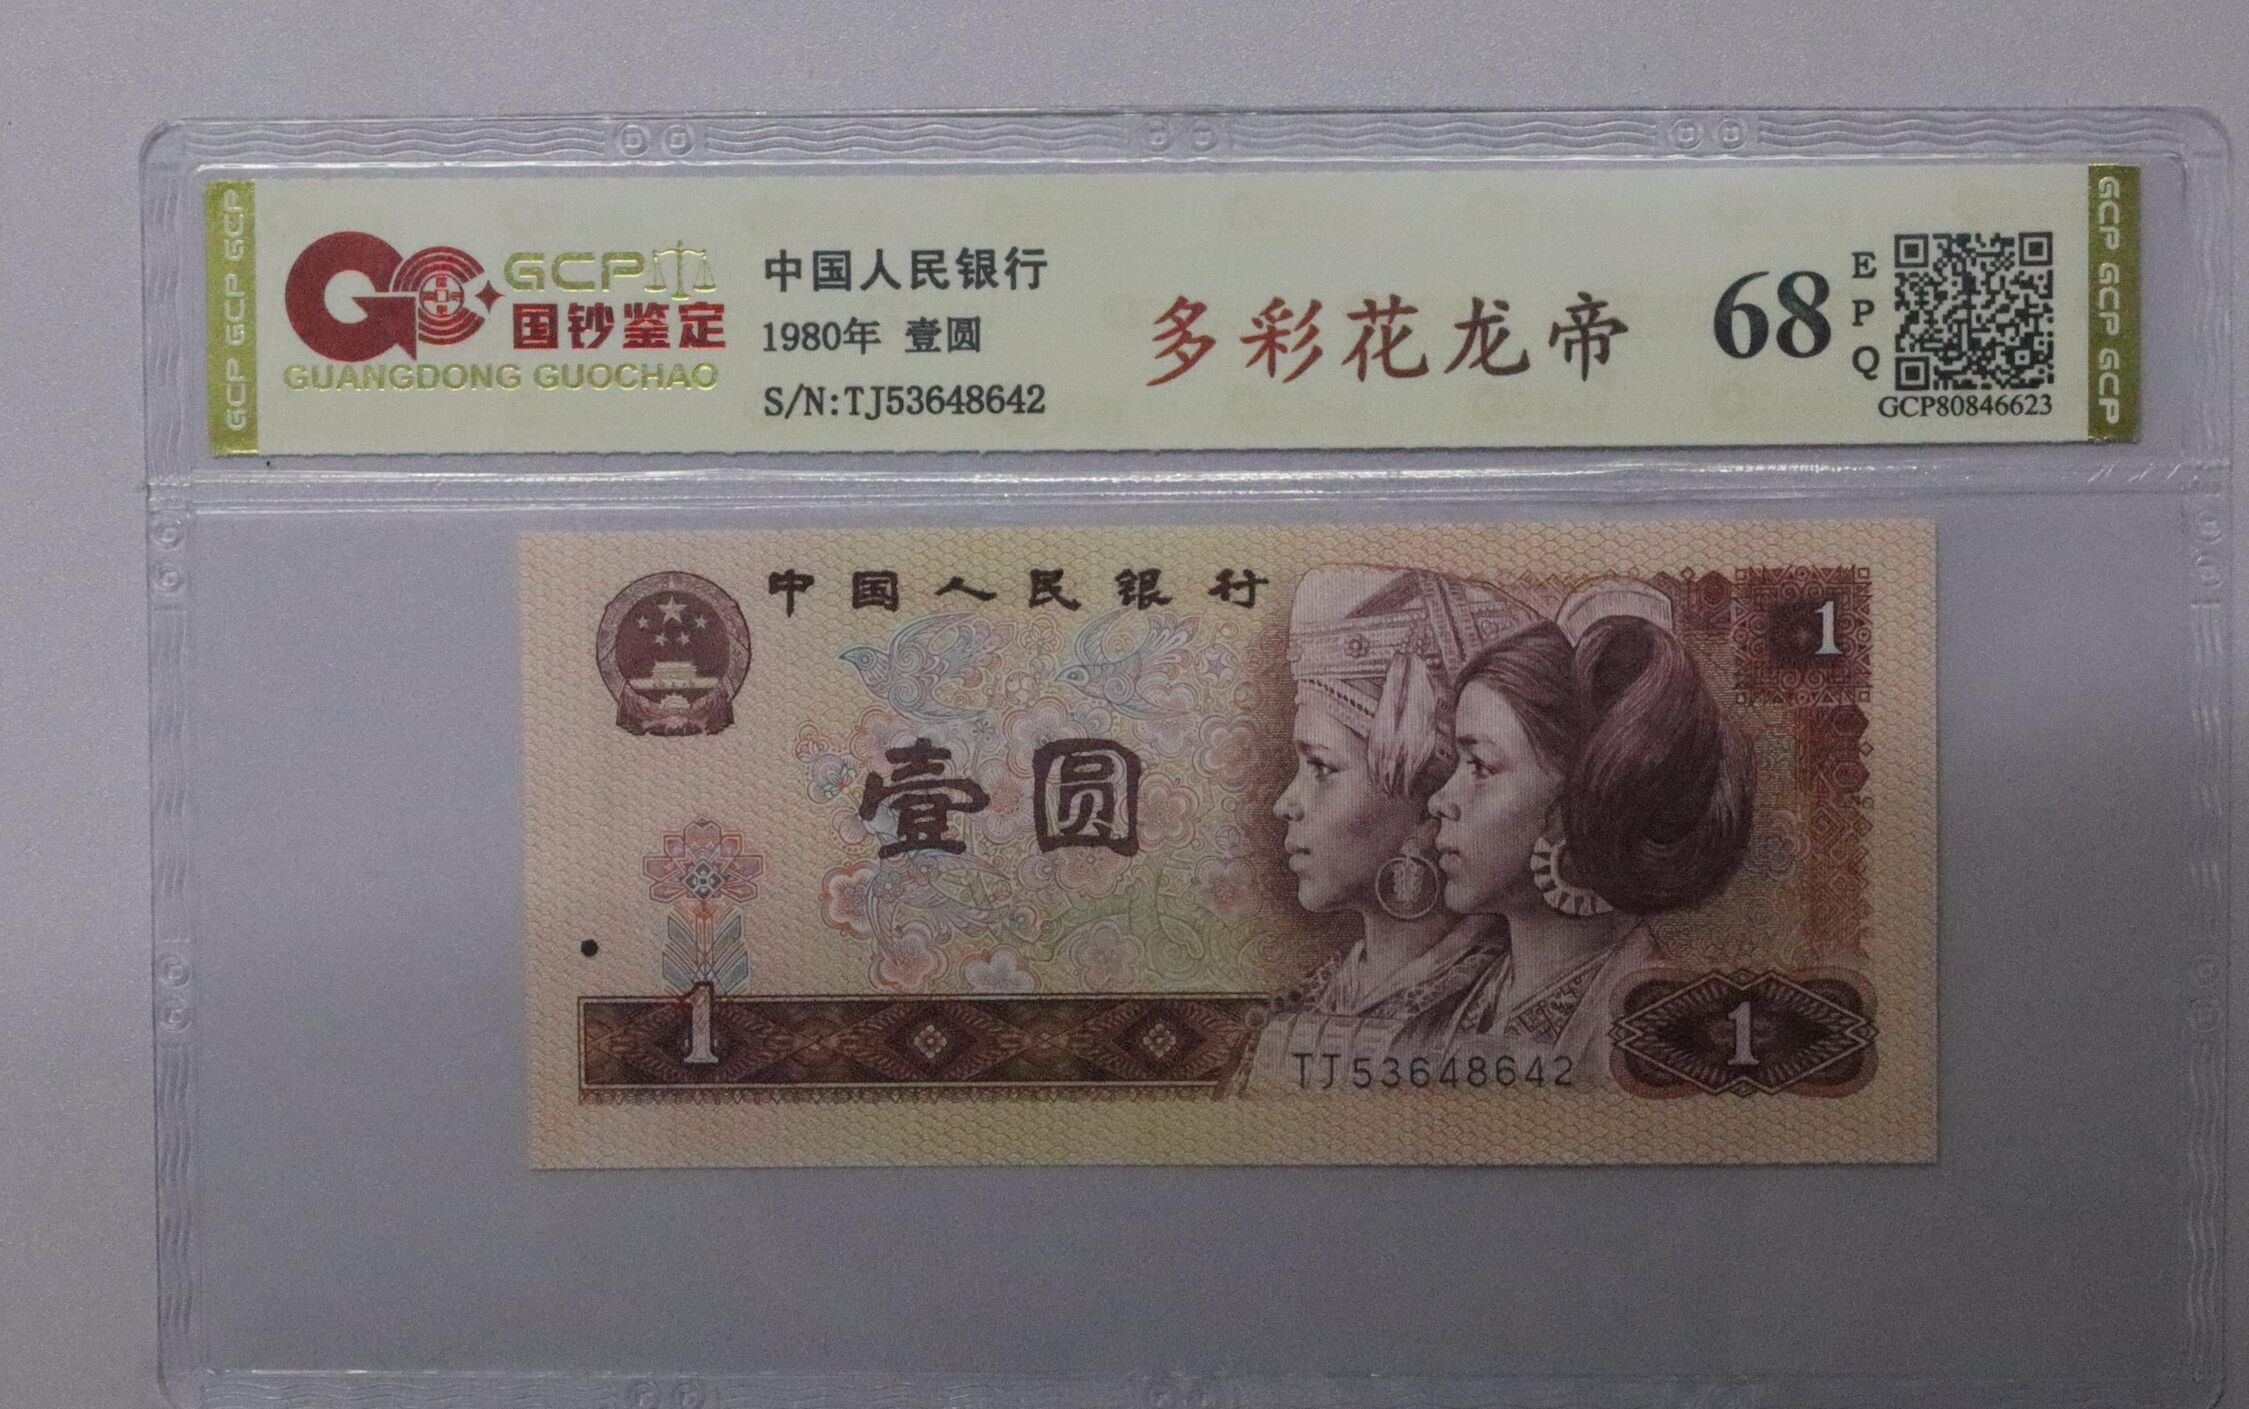 GCP
国钞鉴定
GUANGDONG GUOCHAO
中国人民银行
1980年 壹圆
S/N:TJ53648642
多彩花龙帝
68
EPQ
GCP80846623
GCP GCP GCP
GCP GCP GCP
中国人民银行
1
壹圆
1
1
TJ53648642